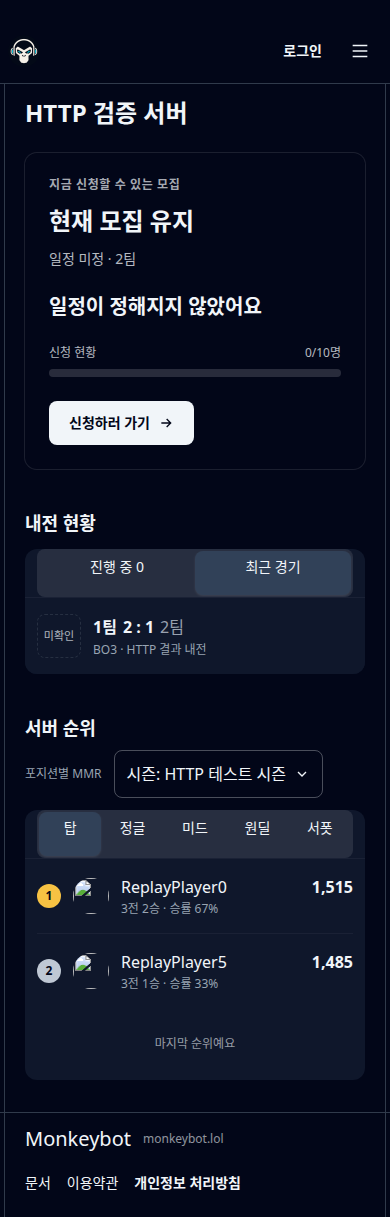 로그인
HTTP 검증 서버
지금 신청할 수 있는 모집
현재 모집 유지
일정 미정 · 2팀
일정이 정해지지 않았어요
신청 현황 0/10명
신청하러 가기 →
내전 현황
진행 중 0 최근 경기
미확인 1팀 2 : 1 2팀
BO3 · HTTP 결과 내전
서버 순위
포지션별 MMR 시즌: HTTP 테스트 시즌
탑 정글 미드 원딜 서폿
1 ReplayPlayer0 1,515
3전 2승 · 승률 67%
2 ReplayPlayer5 1,485
3전 1승 · 승률 33%
마지막 순위예요
Monkeybot monkeybot.lol
문서 이용약관 개인정보 처리방침